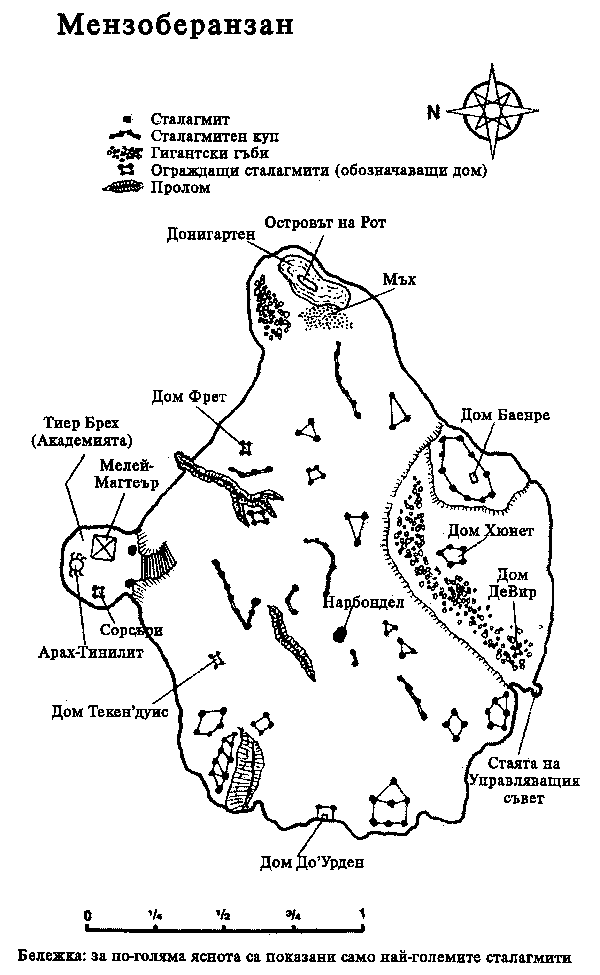 Мензоберанзан
N
Сталагмит
Сталагмитен куп
Гигантски гъби
Ограждащи сталагмити (обозначаващи дом)
Пролом
Островът на Рот
Донигартен
Мъх
Дом Фрет
Тиер Брех
(Академията)
Мелей-
Магтеър
Дом Баенре
Дом Хюнет
Дом
ДеВир
Нарбондел
Сорсъри
Арах-Тинилит
Дом Текен'дуис
Стаята на
Управляващия
съвет
Дом До'Урден
0 1/4 1/2 3/4 1
Бележка: за по-голяма яснота са показани само най-големите сталагмити